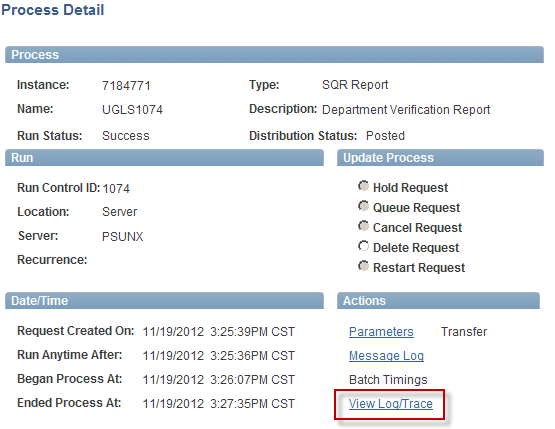 Process Detail
Process
Instance: 7184771 Type: SQR Report
Name: UGLS1074 Description: Department Verification Report
Run Status: Success Distribution Status: Posted
Run
Run Control ID: 1074
Location: Server
Server: PSUNX
Recurrence:
Update Process
Hold Request
Queue Request
Cancel Request
Delete Request
Restart Request
Date/Time
Request Created On: 11/19/2012 3:25:39PM CST
Run Anytime After: 11/19/2012 3:25:36PM CST
Began Process At: 11/19/2012 3:26:07PM CST
Ended Process At: 11/19/2012 3:27:35PM CST
Actions
Parameters Transfer
Message Log
Batch Timings
View Log/Trace